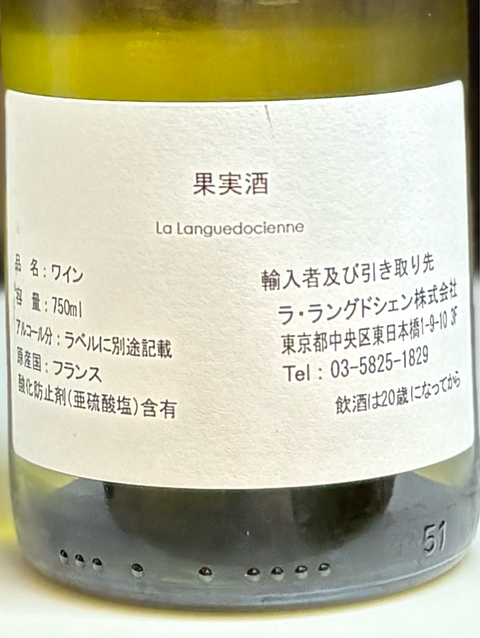 果実酒
La Languedocienne
品 名：ワイン
容 量：750ml
アルコール分：ラベルに別途記載
原産国：フランス
酸化防止剤(亜硫酸塩)含有
輸入者及び引き取り先
ラ・ラングドシェン株式会社
東京都中央区東日本橋1-9-10 3F
Tel：03-5825-1829
飲酒は20歳になってから
51